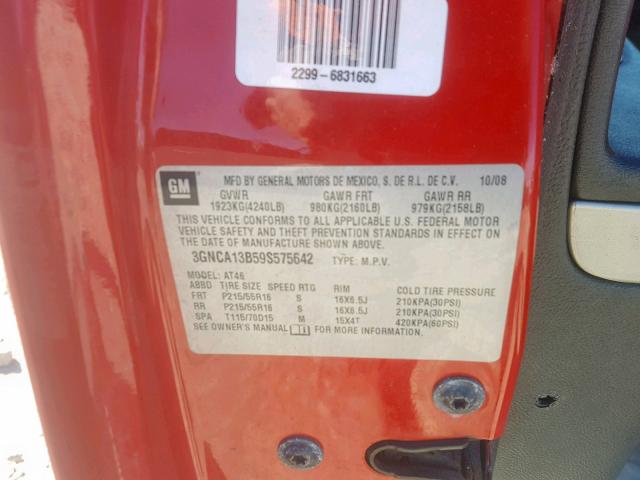 2299-6831663
GM MFD BY GENERAL MOTORS DE MEXICO, S. DE R.L. DE C.V. 10/08
GVWR GAWR FRT GAWR RR
1923KG(4240LB) 980KG(2160LB) 979KG(2158LB)
THIS VEHICLE CONFORMS TO ALL APPLICABLE U.S. FEDERAL MOTOR
VEHICLE SAFETY AND THEFT PREVENTION STANDARDS IN EFFECT ON
THE DATE OF MANUFACTURE SHOWN ABOVE.
3GNCA13B59S575642 TYPE: M.P.V.
MODEL: AT46
ABBD TIRE SIZE SPEED RTG RIM COLD TIRE PRESSURE
FRT P215/55R16 S 16X6.5J 210KPA(30PSI)
RR P215/55R16 S 16X6.5J 210KPA(30PSI)
SPA T115/70D15 M 15X4T 420KPA(60PSI)
SEE OWNER'S MANUAL FOR MORE INFORMATION.